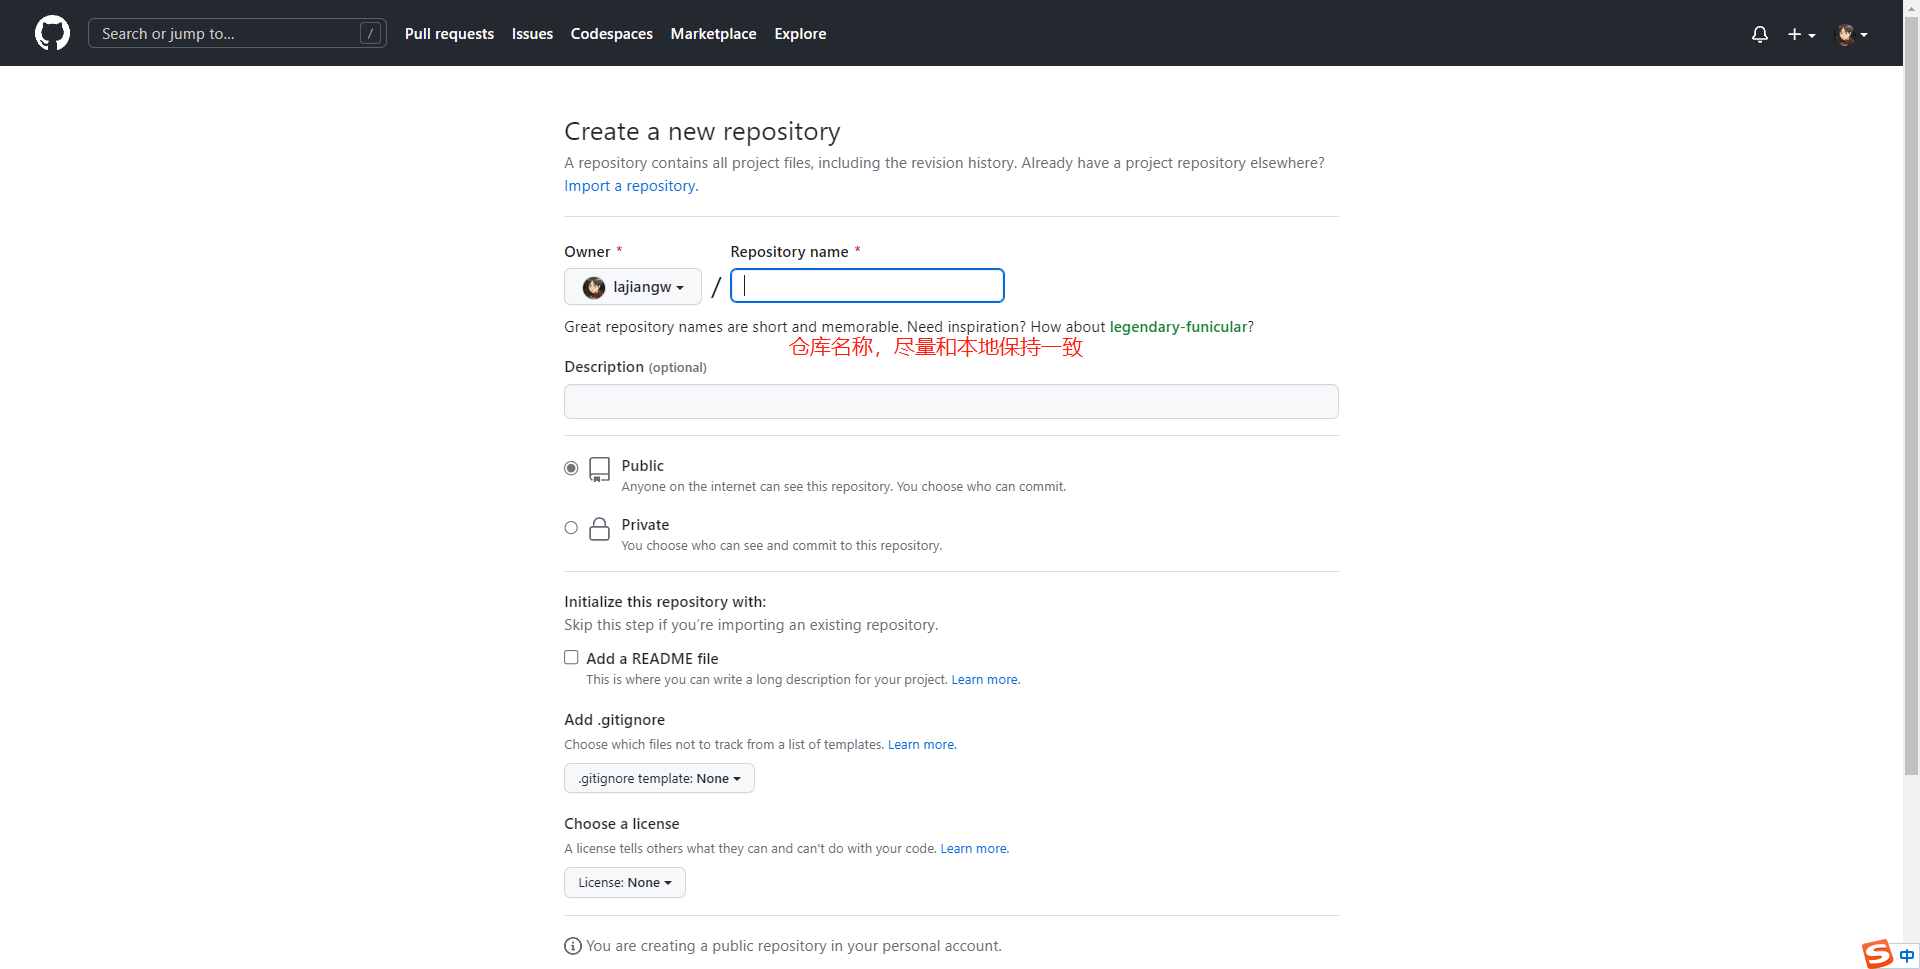 Search or jump to...
/
Pull requests
Issues
Codespaces
Marketplace
Explore
Create a new repository
A repository contains all project files, including the revision history. Already have a project repository elsewhere?
Import a repository.
Owner *
Repository name *
lajiangw
/
Great repository names are short and memorable. Need inspiration? How about legendary-funicular?
仓库名称，尽量和本地保持一致
Description (optional)
Public
Anyone on the internet can see this repository. You choose who can commit.
Private
You choose who can see and commit to this repository.
Initialize this repository with:
Skip this step if you’re importing an existing repository.
Add a README file
This is where you can write a long description for your project. Learn more.
Add .gitignore
Choose which files not to track from a list of templates. Learn more.
.gitignore template: None
Choose a license
A license tells others what they can and can't do with your code. Learn more.
License: None
You are creating a public repository in your personal account.
S
中